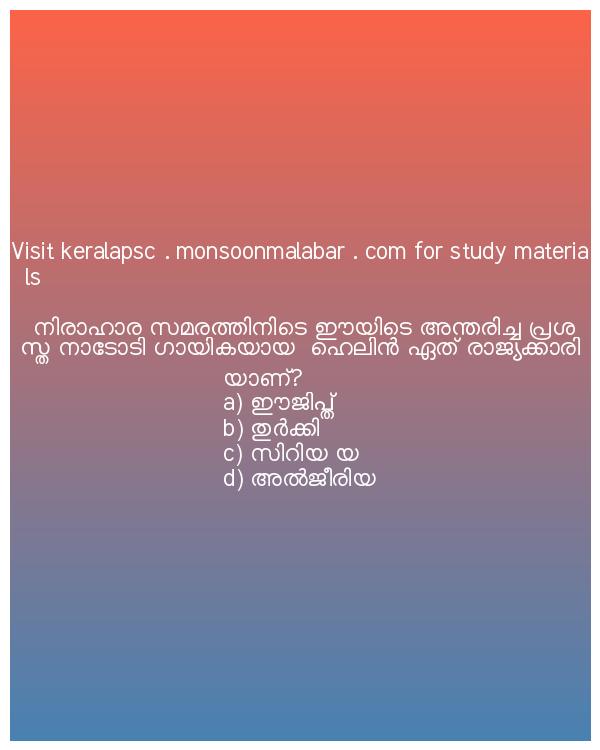 Visit keralapsc . monsoonmalabar . com for study materia
ls
നിരാഹാര സമരത്തിനിടെ ഈയിടെ അന്തരിച്ച പ്രശ
സ്ത നാടോടി ഗായികയായ ഹെലിൻ ഏത് രാജ്യക്കാരി
യാണ്?
a) ഈജിപ്ത്
b) തുർക്കി
c) സിറിയ യ
d) അൽജീരിയ